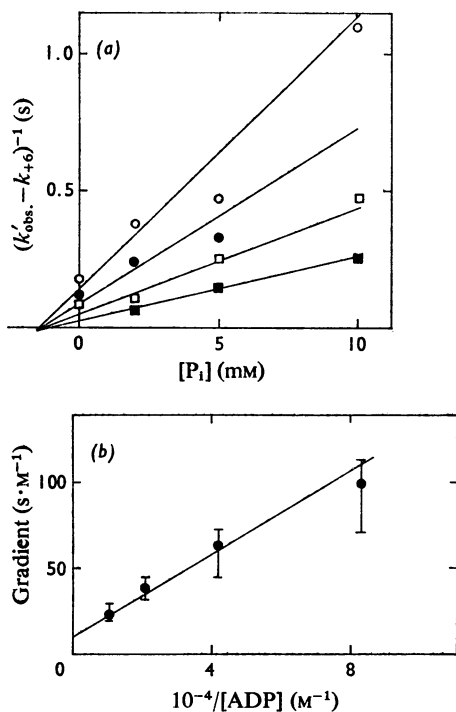 (a)
(k′obs. − k+6)⁻¹ (s)
1.0
0.5
0 5 10
[Pi] (mM)
(b)
Gradient (s·M⁻¹)
100
50
0 4 8
10⁻⁴/[ADP] (M⁻¹)